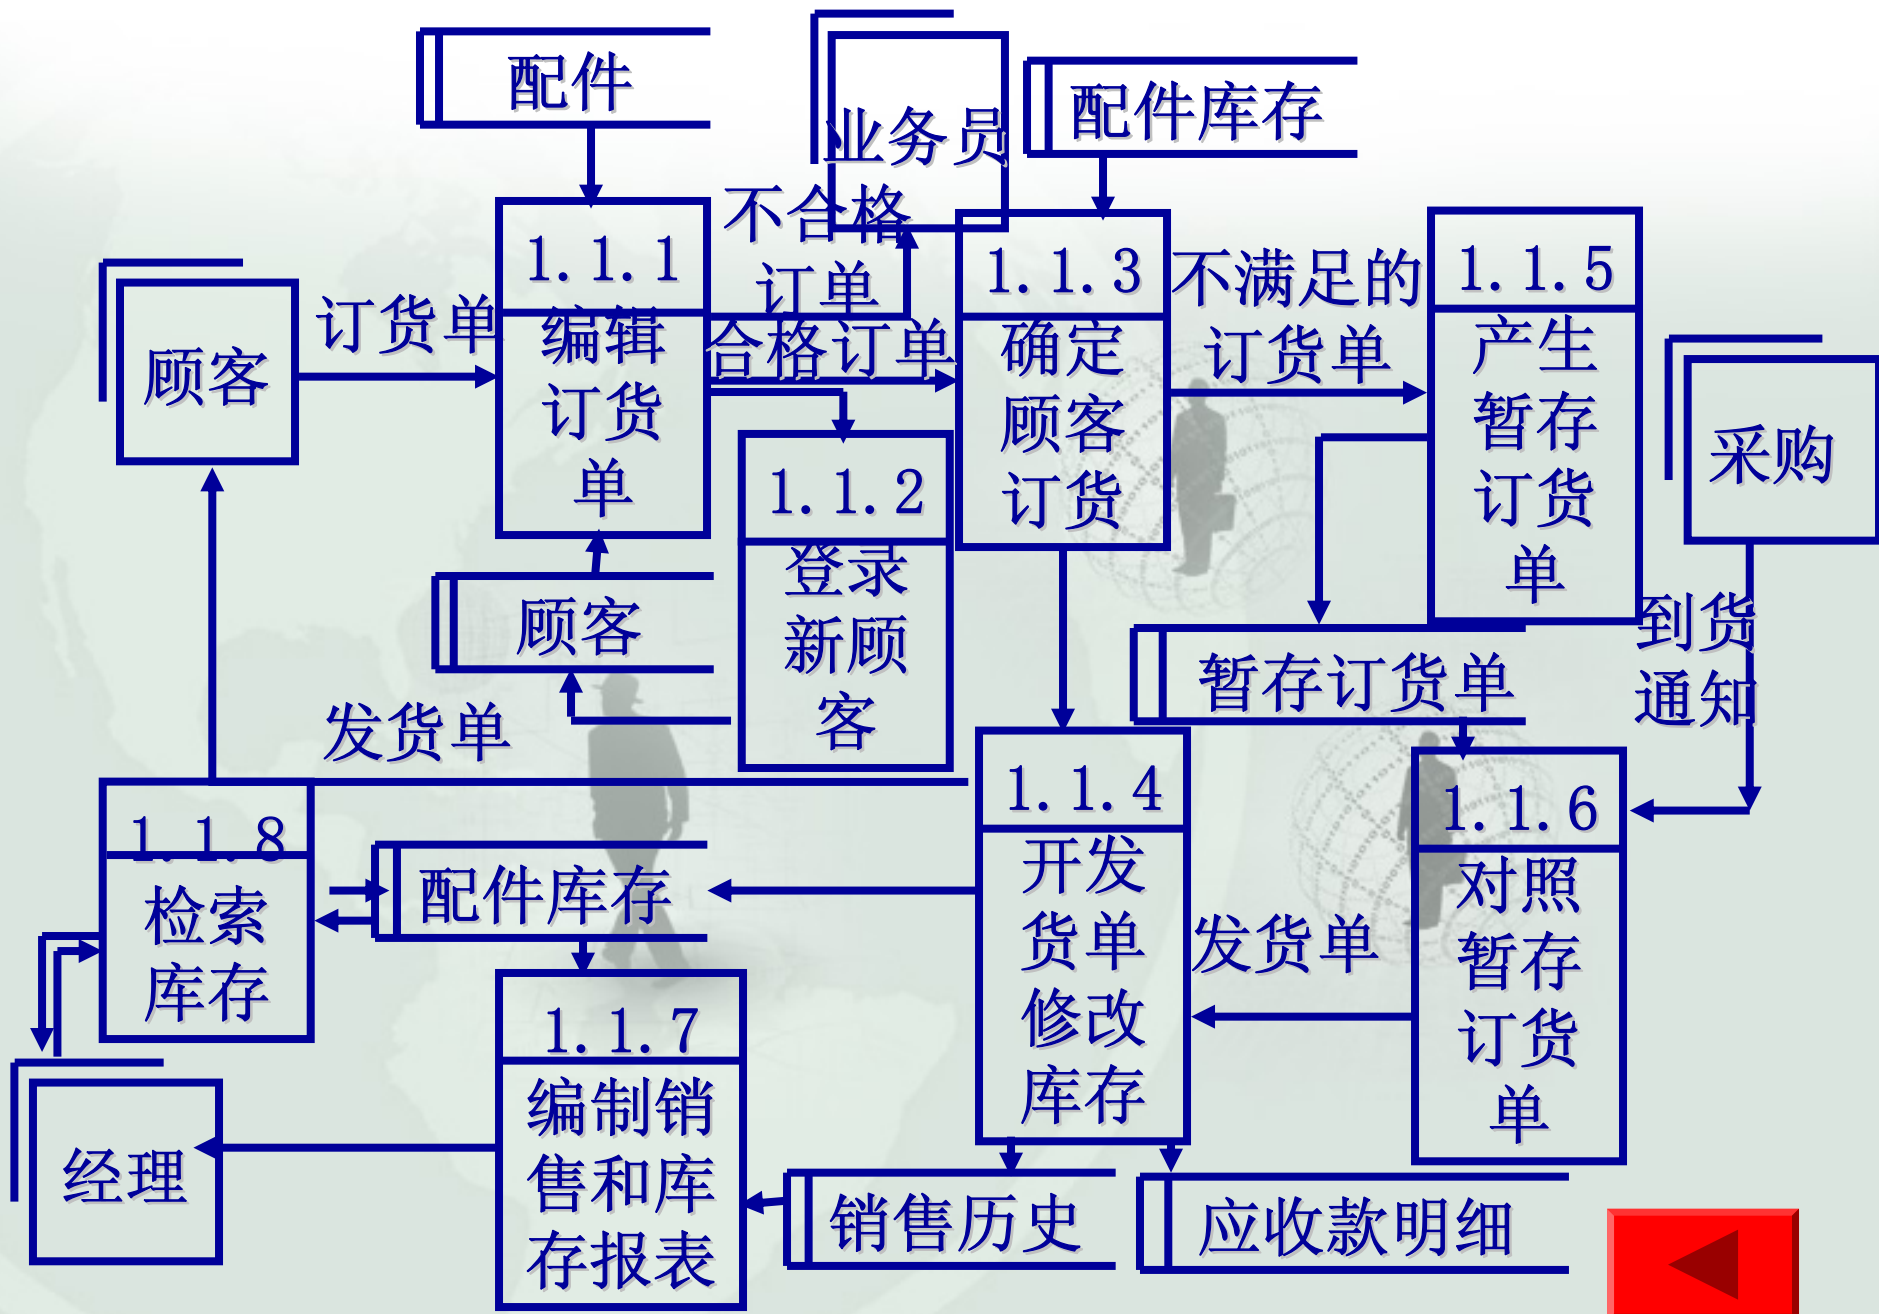 配件
业务员
配件库存
不合格
订单
1.1.1
编辑
订货
单
顾客
订货单
合格订单
1.1.3
确定
顾客
订货
不满足的
订货单
1.1.5
产生
暂存
订货
单
采购
1.1.2
登录
新顾
客
顾客
发货单
暂存订货单
到货
通知
1.1.8
检索
库存
配件库存
1.1.4
开发
货单
修改
库存
发货单
1.1.6
对照
暂存
订货
单
1.1.7
编制销
售和库
存报表
经理
销售历史
应收款明细